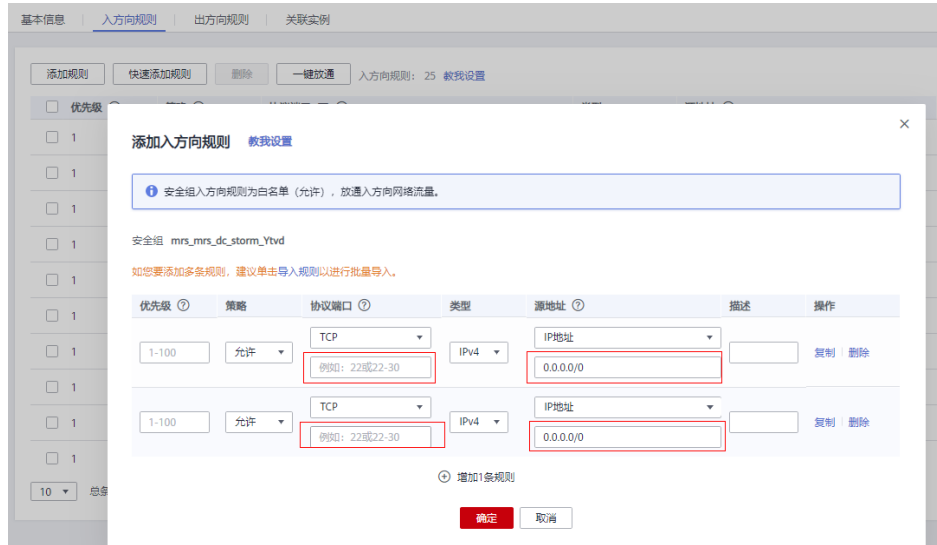 基本信息 入方向规则 出方向规则 关联实例
添加规则 快速添加规则 删除 一键放通 入方向规则: 25 教我设置
优先级
1
添加入方向规则 教我设置
1
1
安全组入方向规则为白名单（允许），放通入方向网络流量。
1
安全组 mrs_mrs_dc_storm_Ytvd
1
如您要添加多条规则，建议单击导入规则以进行批量导入。
1
优先级 策略 协议端口 类型 源地址 描述 操作
TCP IP地址
1
1-100 允许 IPv4 复制 删除
例如：22或22-30 0.0.0.0/0
1
TCP IP地址
1
1-100 允许 IPv4 复制 删除
例如：22或22-30 0.0.0.0/0
1
增加1条规则
10 总条
确定 取消